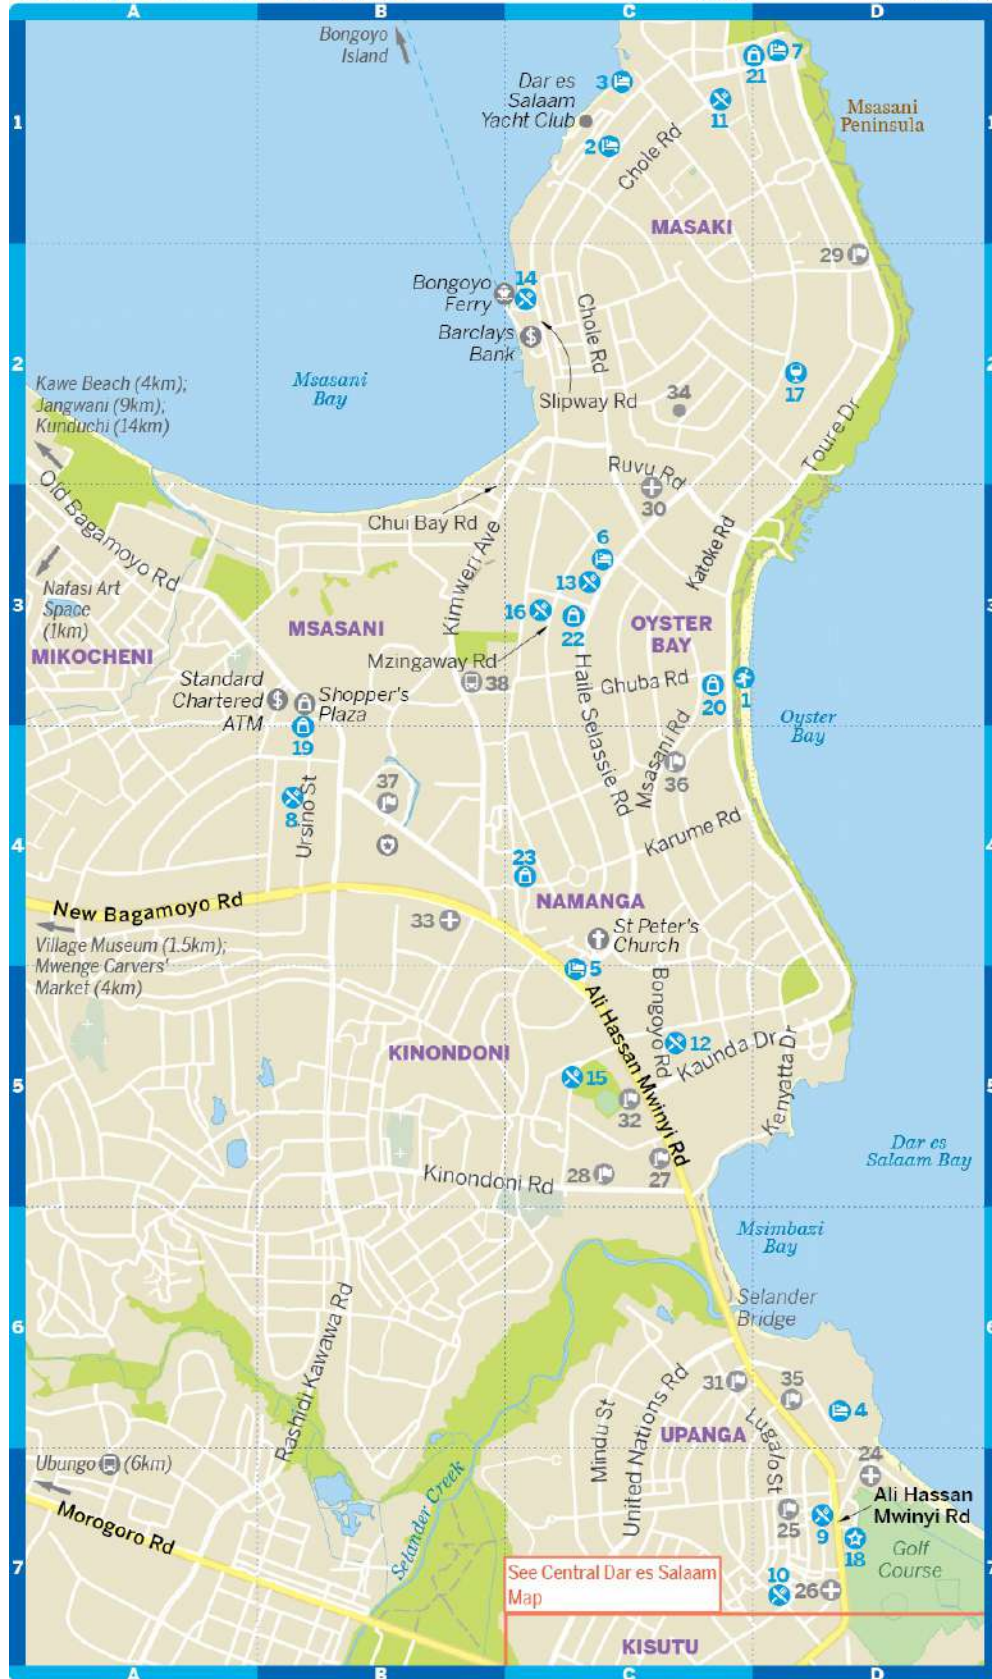 A
B
C
D
Bongoyo
Island
7
21
3
Dar es
Salaam
Yacht Club
11
Msasani
Peninsula
1
2
Chole Rd
MASAKI
29
14
Bongoyo
Ferry
Barclays
Bank
Chole Rd
2
Msasani
Bay
Kawe Beach (4km);
Jangwani (9km);
Kunduchi (14km)
Slipway Rd
34
17
Toure Dr
Ruvu Rd
30
Old Bagamoyo Rd
Chui Bay Rd
Kimweri Ave
Katoke Rd
6
13
Nafasi Art
Space
(1km)
3
16
22
OYSTER
BAY
MSASANI
MIKOCHENI
Mzingaway Rd
38
Haile Selassie Rd
Ghuba Rd
20
1
Standard
Chartered
ATM
Shopper's
Plaza
19
Oyster
Bay
Msasani Rd
36
37
8
Ursino St
4
4
Karume Rd
23
NAMANGA
New Bagamoyo Rd
33
St Peter's
Church
Village Museum (1.5km);
Mwenge Carvers'
Market (4km)
5
Ali Hassan Mwinyi Rd
Bongoyo Rd
12
Kaunda Dr
Kenyatta Dr
KINONDONI
15
5
32
Dar es
Salaam Bay
Kinondoni Rd
28
27
Msimbazi
Bay
Selander
Bridge
6
6
Rashidi Kawawa Rd
31
35
4
Mindu St
United Nations Rd
UPANGA
Lugalo St
24
Ubungo
(6km)
Ali Hassan
Mwinyi Rd
Morogoro Rd
Selander Creek
25
9
18
Golf
Course
7
See Central Dar es Salaam
Map
10
26
KISUTU
A
B
C
D